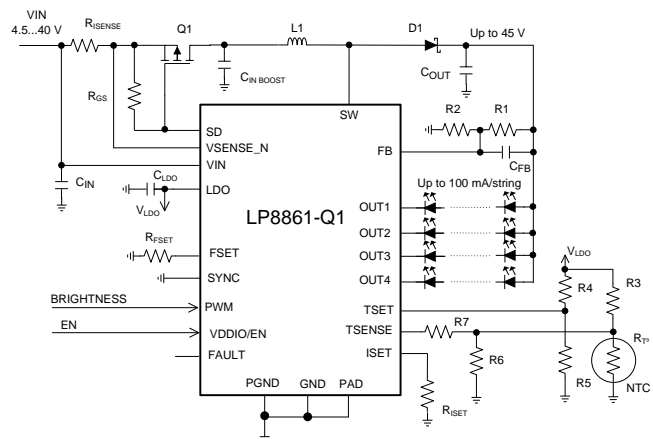 VIN
4.5...40 V
RISENSE
Q1
L1
D1
Up to 45 V
CIN BOOST
COUT
RGS
R2
R1
SW
SD
VSENSE_N
VIN
FB
CFB
CIN
CLDO
LDO
VLDO
Up to 100 mA/string
LP8861-Q1
OUT1
OUT2
OUT3
OUT4
RFSET
FSET
SYNC
VLDO
R4
R3
BRIGHTNESS
PWM
TSET
EN
VDDIO/EN
TSENSE
R7
RT°
FAULT
ISET
R6
R5
NTC
PGND
GND
PAD
RISET